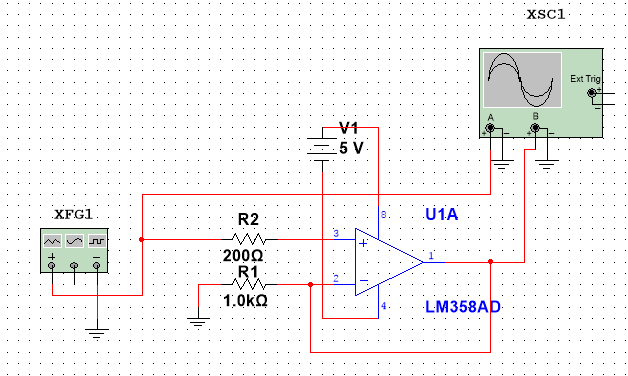 XSC1
Ext Trig
+
−
A
B
+ − + −
V1
5 V
8
U1A
XFG1
+ −
R2
3
1
200Ω
+
R1
2
−
1.0kΩ
4
LM358AD